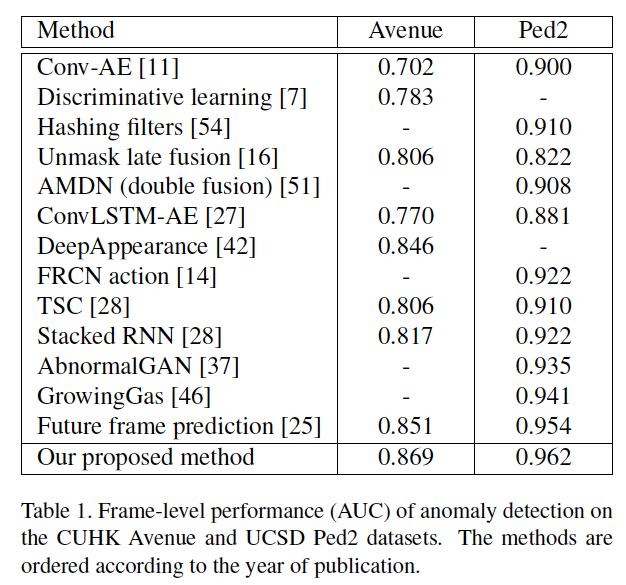 Method Avenue Ped2
Conv-AE [11] 0.702 0.900
Discriminative learning [7] 0.783 -
Hashing filters [54] - 0.910
Unmask late fusion [16] 0.806 0.822
AMDN (double fusion) [51] - 0.908
ConvLSTM-AE [27] 0.770 0.881
DeepAppearance [42] 0.846 -
FRCN action [14] - 0.922
TSC [28] 0.806 0.910
Stacked RNN [28] 0.817 0.922
AbnormalGAN [37] - 0.935
GrowingGas [46] - 0.941
Future frame prediction [25] 0.851 0.954
Our proposed method 0.869 0.962
Table 1. Frame-level performance (AUC) of anomaly detection on
the CUHK Avenue and UCSD Ped2 datasets. The methods are
ordered according to the year of publication.